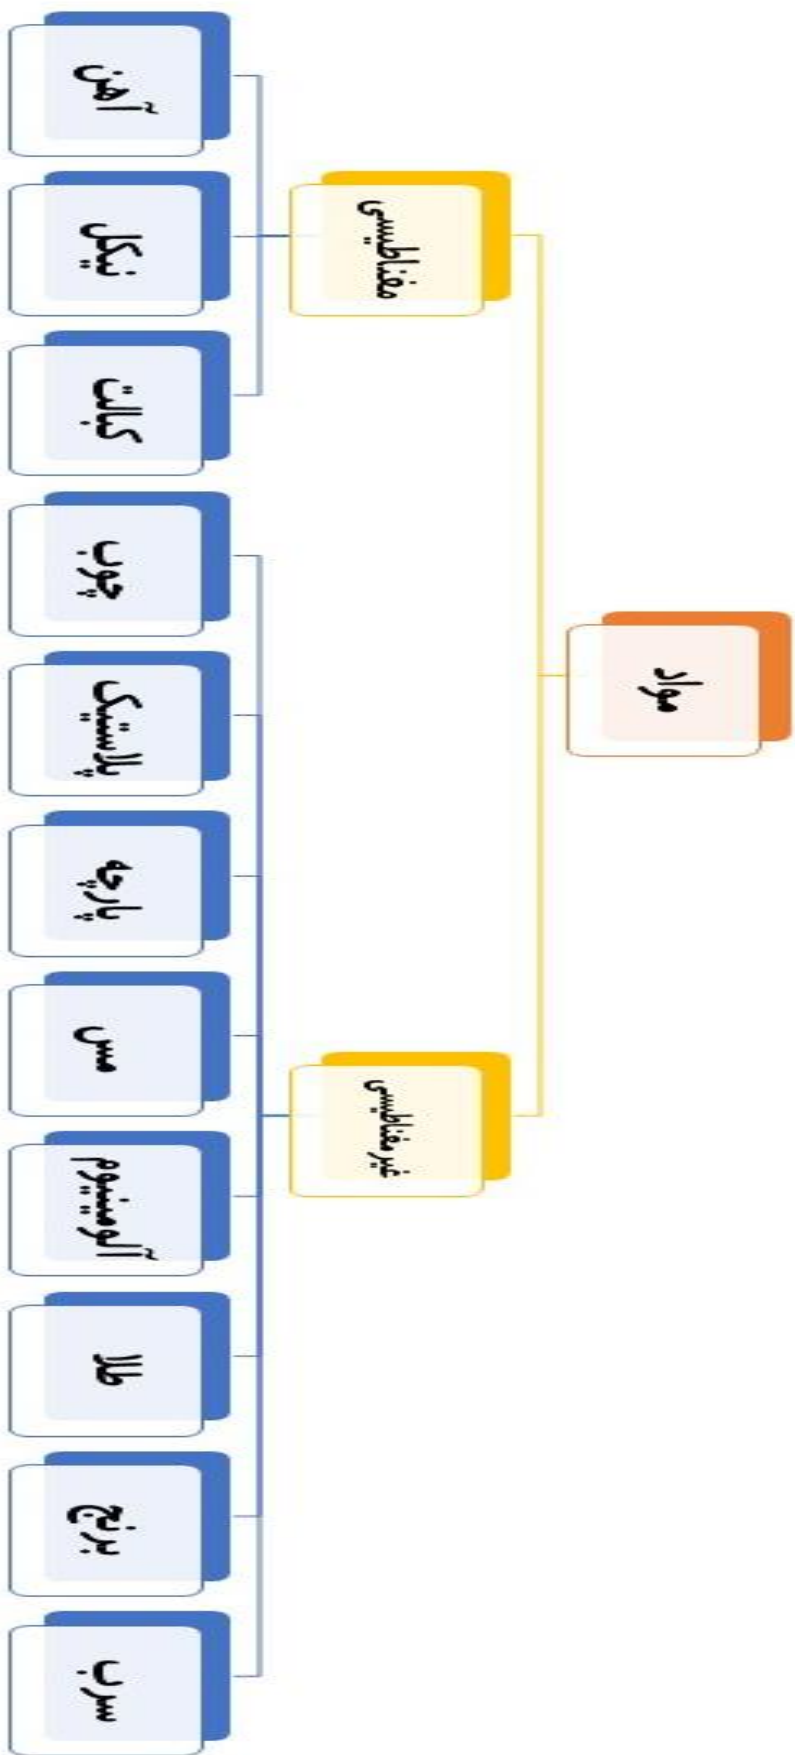 مواد
مغناطیسی
غیرمغناطیسی
آهن
نیکل
کبالت
چوب
پلاستیک
پارچه
مس
آلومینیوم
طلا
برنج
سرب